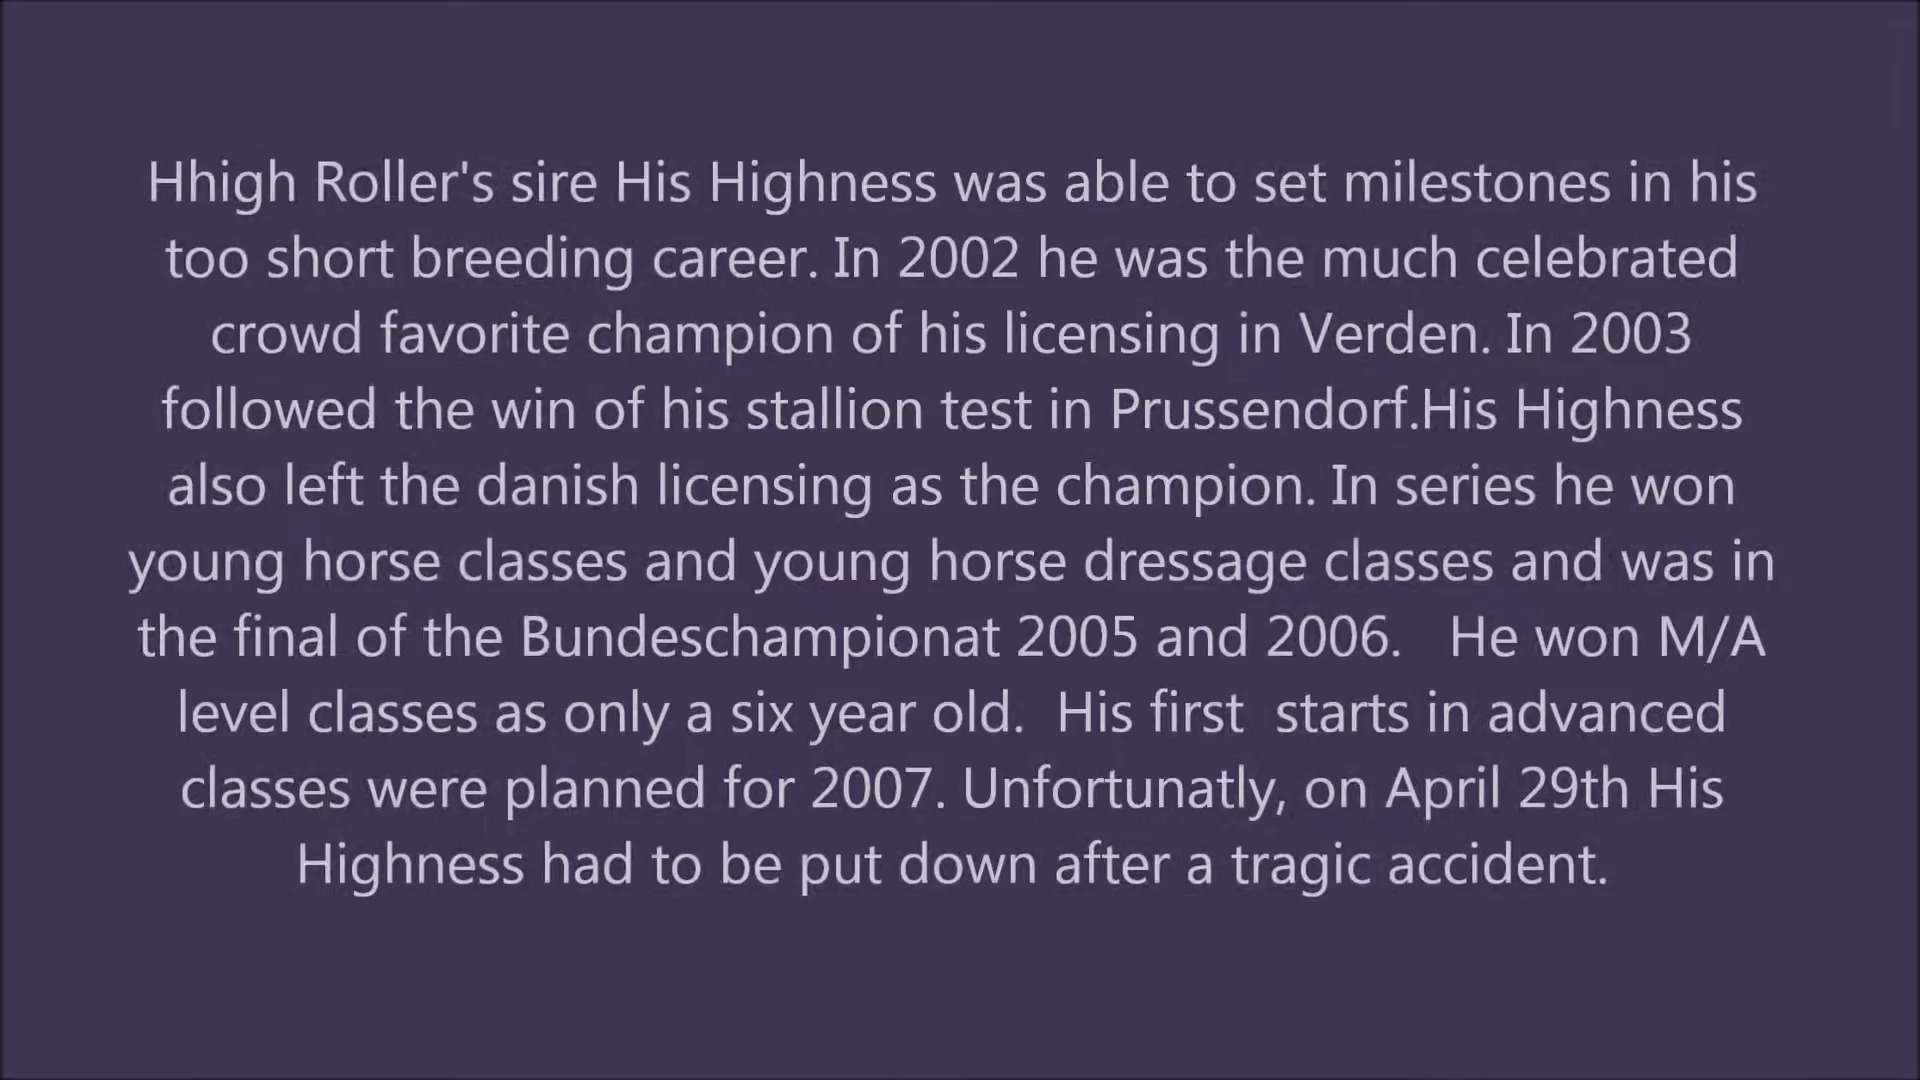 Hhigh Roller's sire His Highness was able to set milestones in his
too short breeding career. In 2002 he was the much celebrated
crowd favorite champion of his licensing in Verden. In 2003
followed the win of his stallion test in Prussendorf.His Highness
also left the danish licensing as the champion. In series he won
young horse classes and young horse dressage classes and was in
the final of the Bundeschampionat 2005 and 2006.   He won M/A
level classes as only a six year old.  His first  starts in advanced
classes were planned for 2007. Unfortunatly, on April 29th His
Highness had to be put down after a tragic accident.